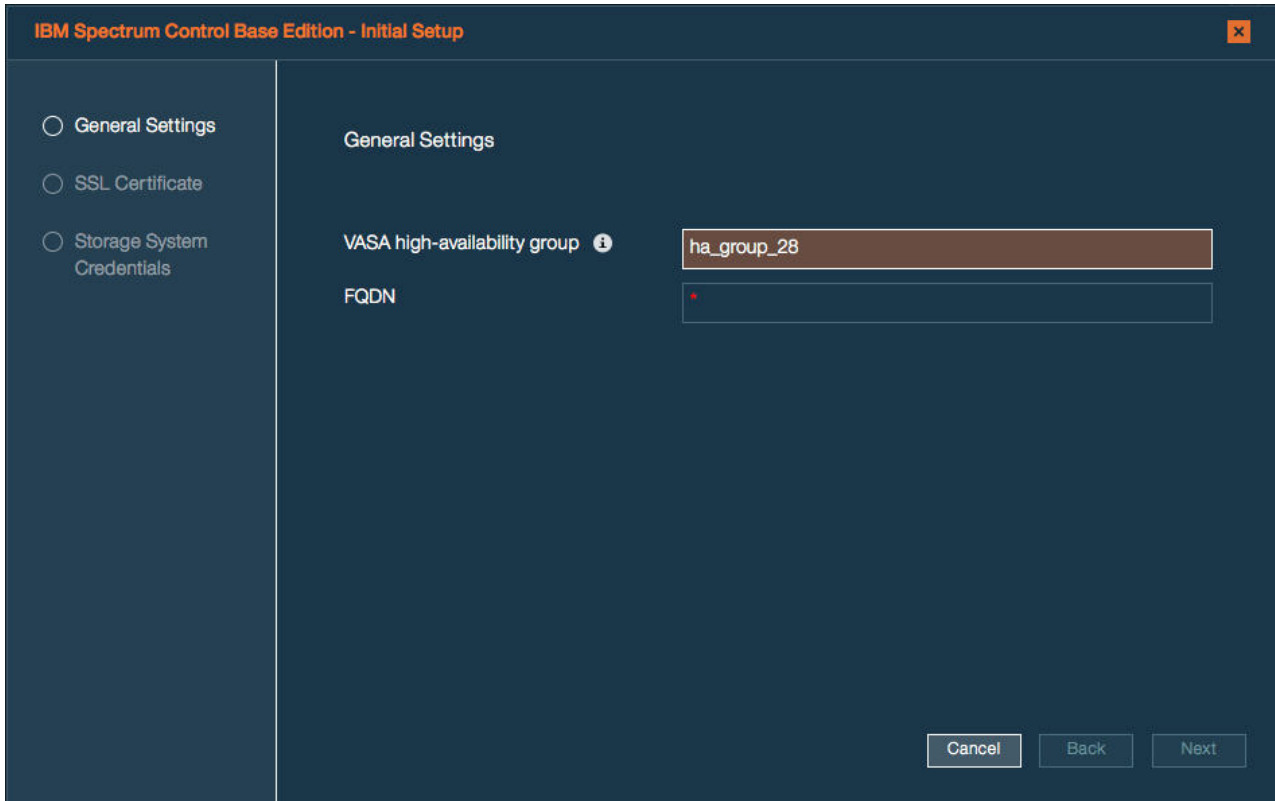 IBM Spectrum Control Base Edition - Initial Setup
General Settings
SSL Certificate
Storage System
Credentials
General Settings
VASA high-availability group
ha_group_28
FQDN
*
Cancel
Back
Next